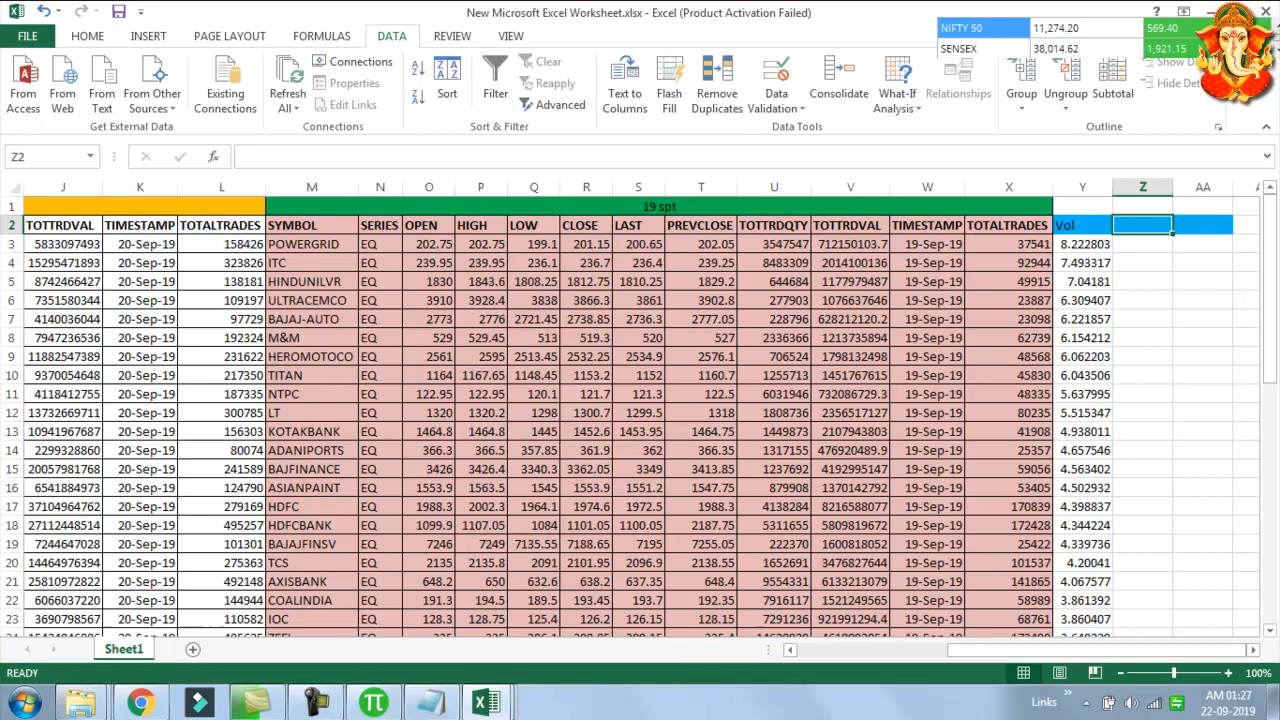 New Microsoft Excel Worksheet.xlsx - Excel (Product Activation Failed)
FILE HOME INSERT PAGE LAYOUT FORMULAS DATA REVIEW VIEW
NIFTY 50 11,274.20 569.40
SENSEX 38,014.62 1,921.15
From Access
From Web
From Text
From Other Sources
Existing Connections
Refresh All
Connections
Properties
Edit Links
Sort
Filter
Clear
Reapply
Advanced
Text to Columns
Flash Fill
Remove Duplicates
Data Validation
Consolidate
What-If Analysis
Relationships
Group
Ungroup
Subtotal
Hide De
Get External Data Connections Sort & Filter Data Tools Outline
Z2 fx
J K L M N O P Q R S T U V W X Y Z AA
1 19 spt
2 TOTTRDVAL TIMESTAMP TOTALTRADES SYMBOL SERIES OPEN HIGH LOW CLOSE LAST PREVCLOSE TOTTRDQTY TOTTRDVAL TIMESTAMP TOTALTRADES Vol
3 5833097493 20-Sep-19 158426 POWERGRID EQ 202.75 202.75 199.1 201.15 200.65 202.05 3547547 712150103.7 19-Sep-19 37541 8.222803
4 15295471893 20-Sep-19 323826 ITC EQ 239.95 239.95 236.1 236.7 236.4 239.25 8483309 2014100136 19-Sep-19 92944 7.493317
5 8742466427 20-Sep-19 138181 HINDUNILVR EQ 1830 1843.6 1808.25 1812.75 1810.25 1829.2 644684 1177979487 19-Sep-19 49915 7.04181
6 7351580344 20-Sep-19 109197 ULTRACEMCO EQ 3910 3928.4 3838 3866.3 3861 3902.8 277903 1076637646 19-Sep-19 23887 6.309407
7 4140036044 20-Sep-19 97729 BAJAJ-AUTO EQ 2773 2776 2721.45 2738.85 2736.3 2777.05 228796 628212120.2 19-Sep-19 23098 6.221857
8 7947236536 20-Sep-19 192324 M&M EQ 529 529.45 513 519.3 520 527 2336366 1213735894 19-Sep-19 62739 6.154212
9 11882547389 20-Sep-19 231622 HEROMOTOCO EQ 2561 2595 2513.45 2532.25 2534.9 2576.1 706524 1798132498 19-Sep-19 48568 6.062203
10 9370054648 20-Sep-19 217350 TITAN EQ 1164 1167.65 1148.45 1153.2 1152 1160.7 1255713 1451767615 19-Sep-19 45830 6.043506
11 4118412755 20-Sep-19 187335 NTPC EQ 122.95 122.95 120.1 121.7 121.3 122.5 6031946 732086729.3 19-Sep-19 48335 5.637995
12 13732669711 20-Sep-19 300785 LT EQ 1320 1320.2 1298 1300.7 1299.5 1318 1808736 2356517127 19-Sep-19 80235 5.515347
13 10941967687 20-Sep-19 156303 KOTAKBANK EQ 1464.8 1464.8 1445 1452.6 1453.95 1464.75 1449873 2107943803 19-Sep-19 41908 4.938011
14 2299328860 20-Sep-19 80074 ADANIPORTS EQ 366.3 366.5 357.85 361.9 362 366.35 1317155 476920489.9 19-Sep-19 25357 4.657546
15 20057981768 20-Sep-19 241589 BAJFINANCE EQ 3426 3426.4 3340.3 3362.05 3349 3413.85 1237692 4192995147 19-Sep-19 59056 4.563402
16 6541884973 20-Sep-19 124790 ASIANPAINT EQ 1553.9 1563.5 1545 1553.9 1551.2 1547.75 879908 1370142792 19-Sep-19 53405 4.502932
17 37104964762 20-Sep-19 279169 HDFC EQ 1988.3 2002.3 1964.1 1974.6 1972.5 1988.3 4138284 8216588077 19-Sep-19 170839 4.398837
18 27112448514 20-Sep-19 495257 HDFCBANK EQ 1099.9 1107.05 1084 1101.05 1100.05 2187.75 5311655 5809819672 19-Sep-19 172428 4.344224
19 7244647028 20-Sep-19 101301 BAJAJFINSV EQ 7246 7249 7135.55 7188.65 7195 7255.05 222370 1600818052 19-Sep-19 25422 4.339736
20 14464976394 20-Sep-19 275363 TCS EQ 2135 2135.8 2091 2101.95 2096.9 2138.55 1652691 3476827644 19-Sep-19 101357 4.20041
21 25810972822 20-Sep-19 492148 AXISBANK EQ 648.2 650 632.6 638.2 637.35 648.4 9554331 6133213079 19-Sep-19 141865 4.067577
22 6066037220 20-Sep-19 144944 COALINDIA EQ 191.3 194.5 189.5 193.45 193.7 192.35 7916117 1521249565 19-Sep-19 58989 3.861392
23 3690798567 20-Sep-19 110582 IOC EQ 128.3 128.75 125.4 126.2 126.15 128.15 7291236 921991294.4 19-Sep-19 68761 3.860407
Sheet1
READY 100%
Links AM 01:27
22-09-2019